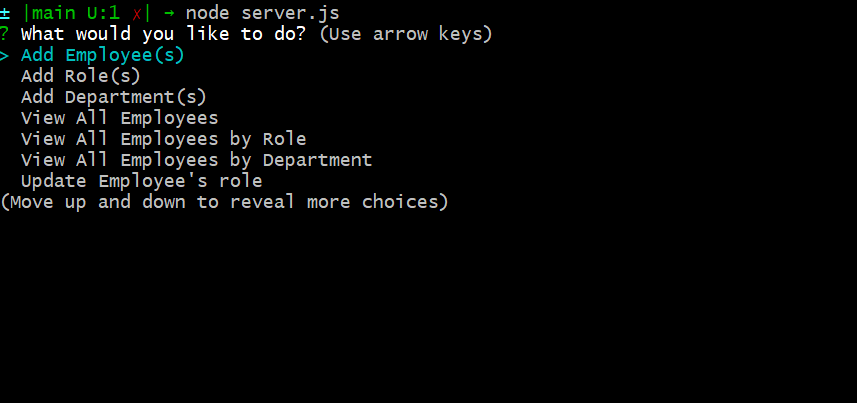 ± |main U:1 ✗| → node server.js
? What would you like to do? (Use arrow keys)
> Add Employee(s)
Add Role(s)
Add Department(s)
View All Employees
View All Employees by Role
View All Employees by Department
Update Employee's role
(Move up and down to reveal more choices)